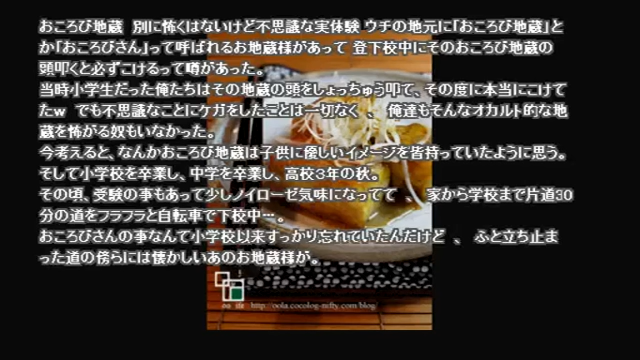 おころび地蔵　別に怖くはないけど不思議な実体験 ウチの地元に「おころび地蔵」と
か「おころびさん」って呼ばれるお地蔵様があって 登下校中にそのおころび地蔵の
頭叩くと必ずこけるって噂があった。
当時小学生だった俺たちはその地蔵の頭をしょっちゅう叩て、その度に本当にこけて
たw　でも不思議なことにケガをしたことは一切なく　、　俺達もそんなオカルト的な地
蔵を怖がる奴もいなかった。
今考えると、なんかおころび地蔵は子供に優しいイメージを皆持っていたように思う。
そして小学校を卒業し、中学を卒業し、高校３年の秋。
その頃、受験の事もあって少しノイローゼ気味になってて　、　家から学校まで片道30
分の道をフラフラと自転車で下校中…。
おころびさんの事なんて小学校以来すっかり忘れていたんだけど　、　ふと立ち止ま
った道の傍らには懐かしいあのお地蔵様が。
http://oola.cocolog-nifty.com/blog/